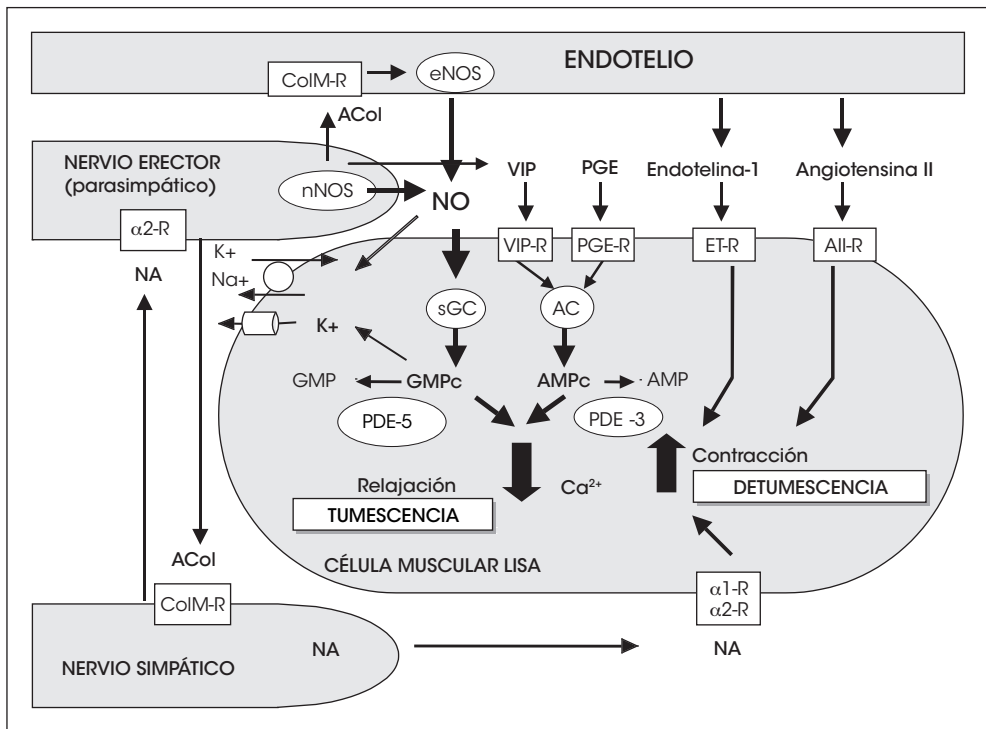 ENDOTELIO
ColM-R
eNOS
ACol
NERVIO ERECTOR
(parasimpático)
nNOS
NO
VIP
PGE
Endotelina-1
Angiotensina II
α2-R
VIP-R
PGE-R
ET-R
AII-R
NA
K+
Na+
K+
sGC
AC
GMP
GMPc
AMPc
AMP
PDE-5
PDE -3
Relajación
TUMESCENCIA
Ca²⁺
Contracción
DETUMESCENCIA
CÉLULA MUSCULAR LISA
ACol
ColM-R
α1-R
α2-R
NA
NA
NERVIO SIMPÁTICO